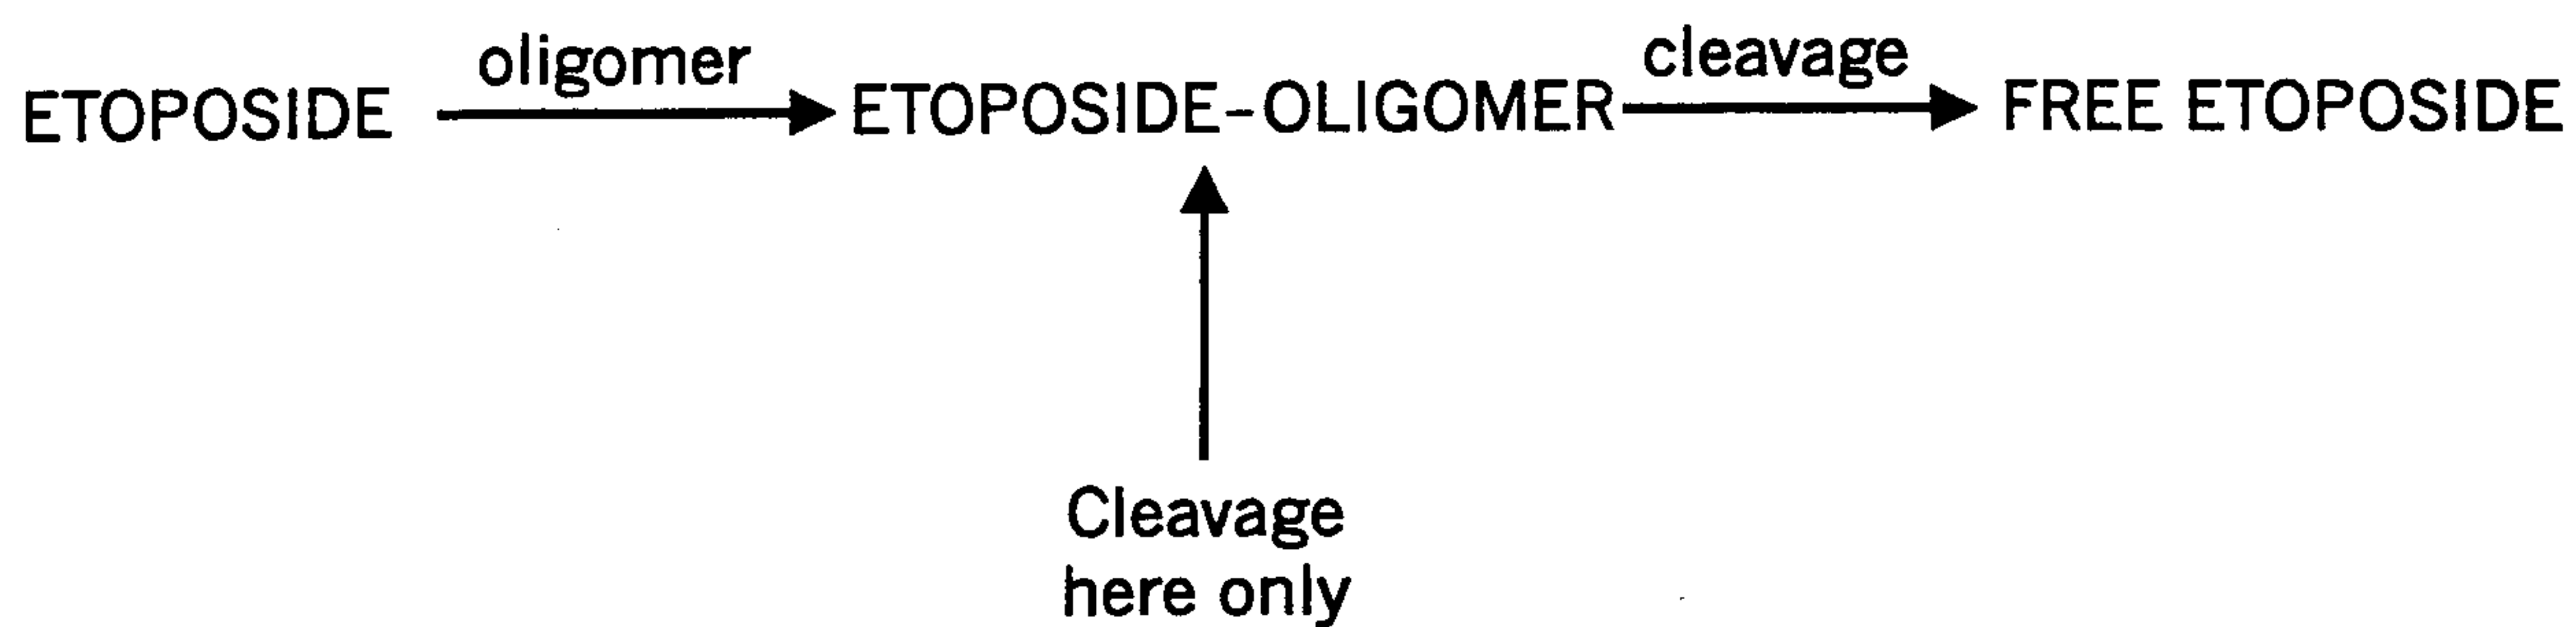 oligomer
cleavage
ETOPOSIDE
ETOPOSIDE-OLIGOMER
FREE ETOPOSIDE
Cleavage
here only